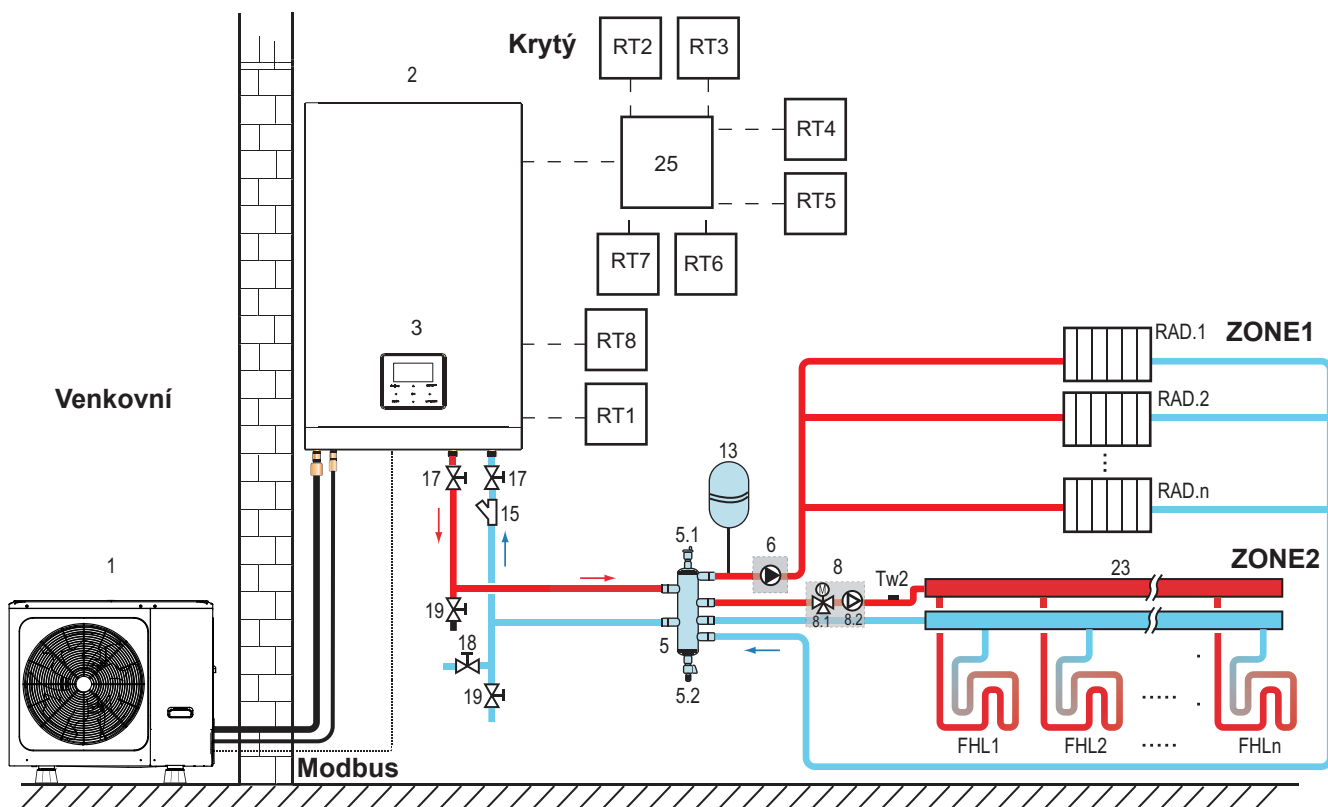 Krytý
RT2
RT3
2
RT4
25
RT5
RT7
RT6
3
RT8
RT1
Venkovní
17
17
15
13
RAD.1
ZONE1
RAD.2
RAD.n
5.1
6
ZONE2
8
Tw2
23
M
8.1
8.2
1
19
18
5
19
5.2
FHL1
FHL2
FHLn
Modbus